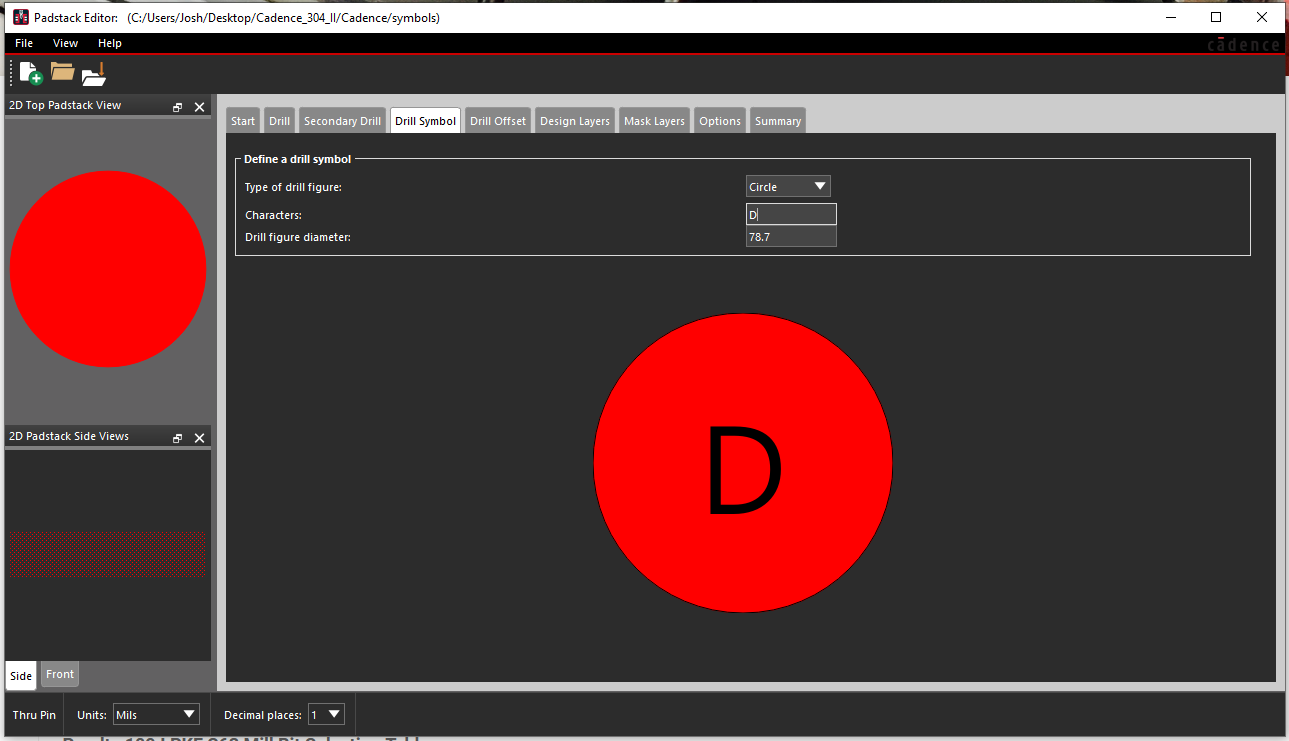 Padstack Editor: (C:/Users/Josh/Desktop/Cadence_304_II/Cadence/symbols)
File View Help
cādence
2D Top Padstack View
Start Drill Secondary Drill Drill Symbol Drill Offset Design Layers Mask Layers Options Summary
Define a drill symbol
Type of drill figure: Circle
Characters: D
Drill figure diameter: 78.7
D
2D Padstack Side Views
Side Front
Thru Pin Units: Mils Decimal places: 1